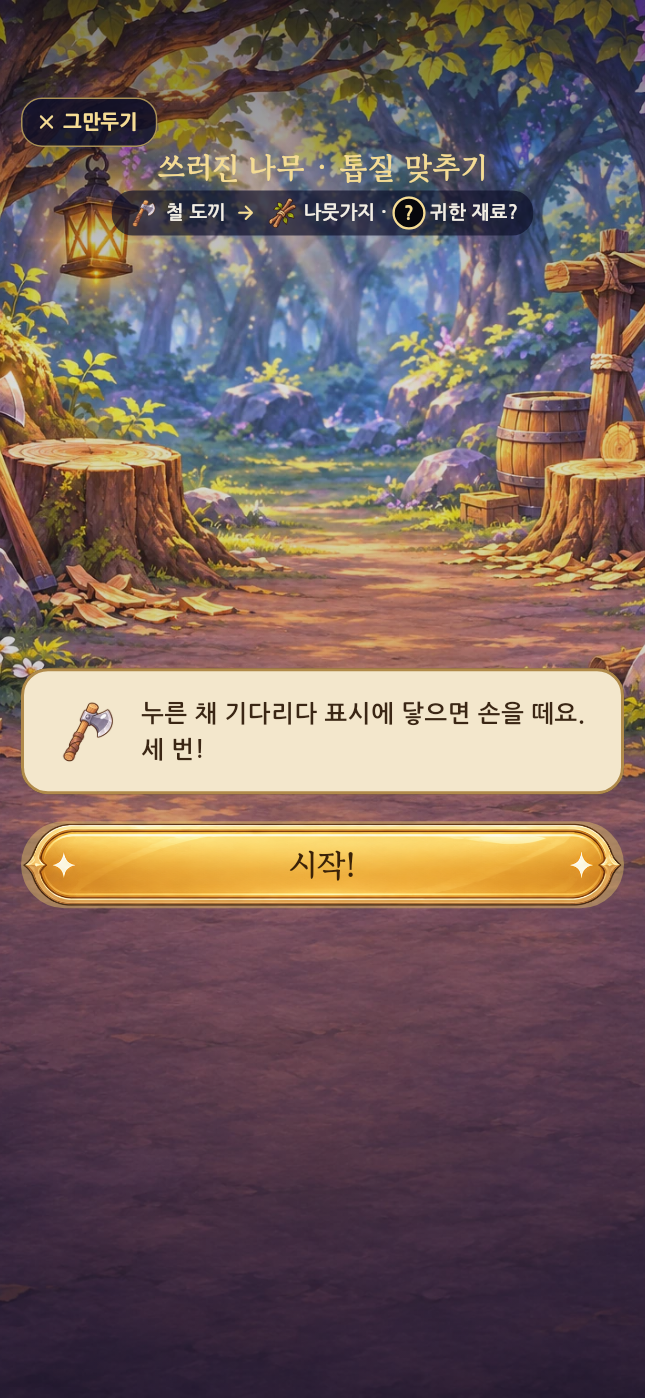 × 그만두기
쓰러진 나무 · 톱질 맞추기
철 도끼 → 나뭇가지 · ? 귀한 재료?
누른 채 기다리다 표시에 닿으면 손을 떼요.
세 번!
시작!